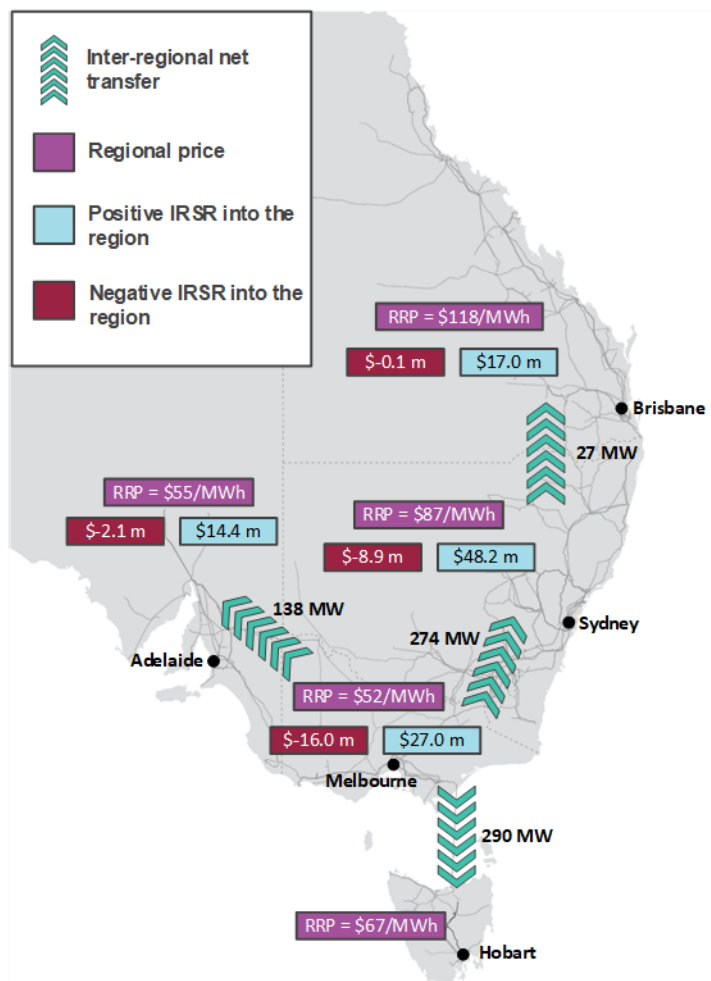 Inter-regional net
transfer
Regional price
Positive IRSR into the
region
Negative IRSR into the
region
RRP = $118/MWh
$-0.1 m
$17.0 m
Brisbane
27 MW
RRP = $55/MWh
$-2.1 m
$14.4 m
RRP = $87/MWh
$-8.9 m
$48.2 m
138 MW
Sydney
274 MW
Adelaide
RRP = $52/MWh
$-16.0 m
$27.0 m
Melbourne
290 MW
RRP = $67/MWh
Hobart